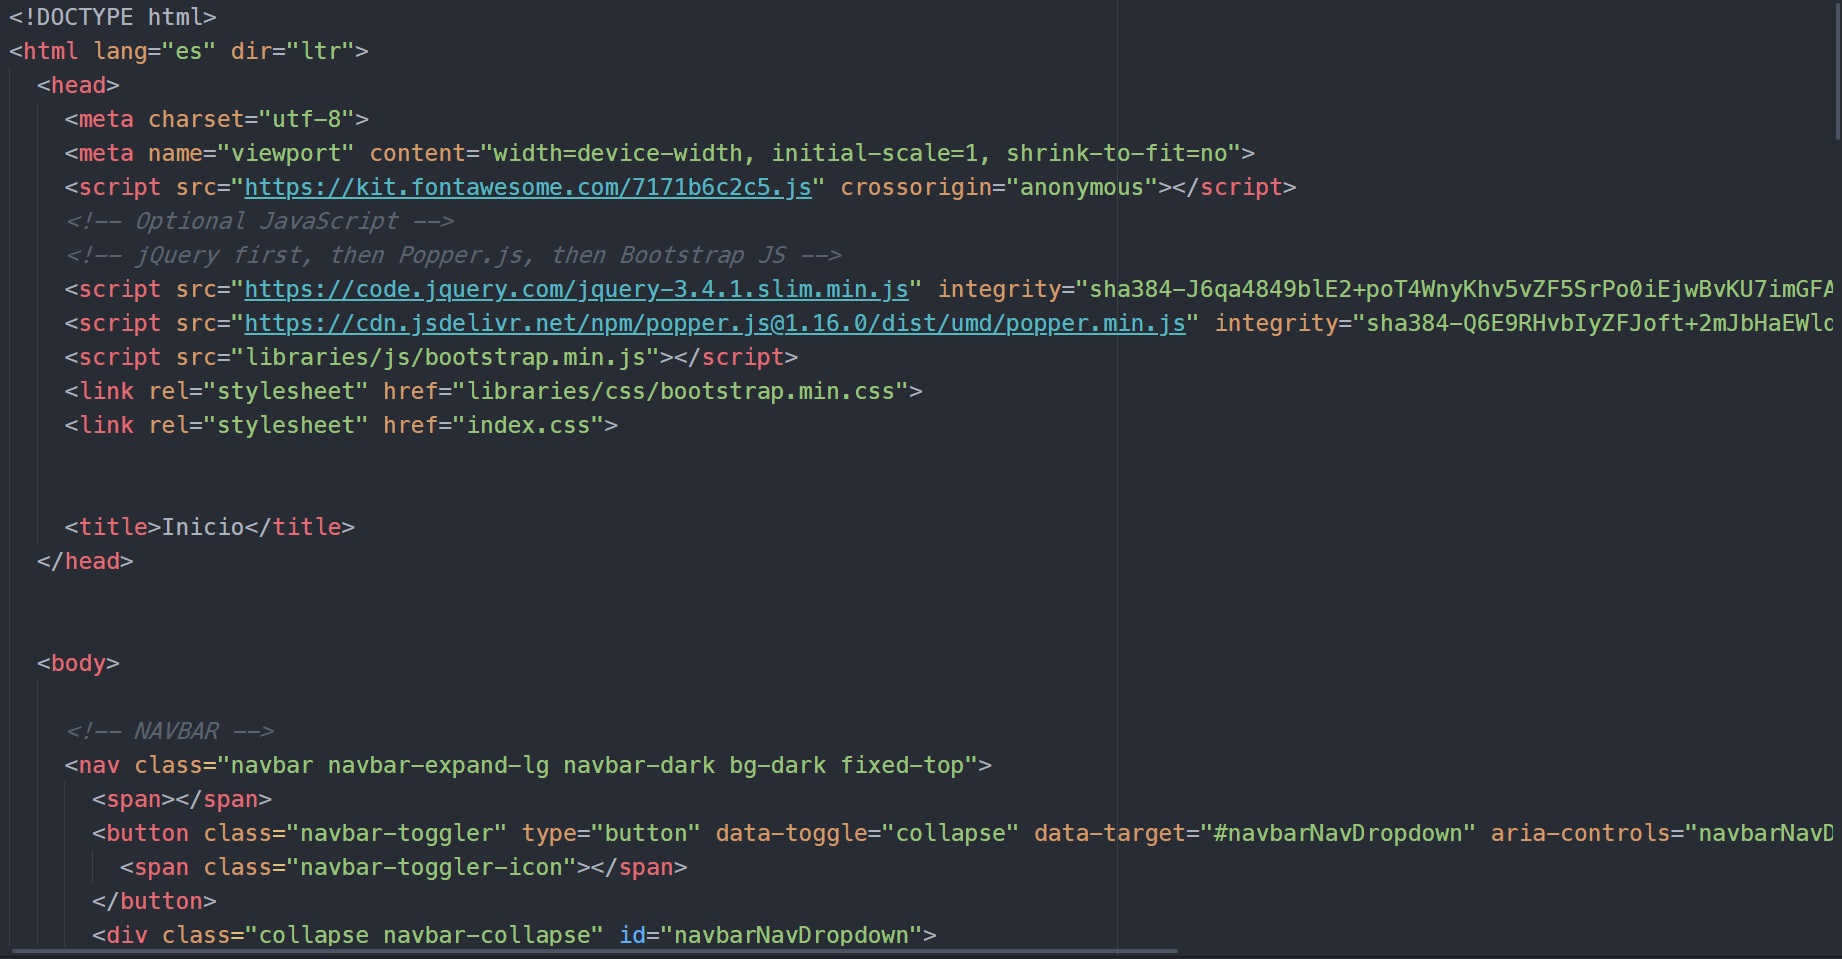 <!DOCTYPE html>
<html lang="es" dir="ltr">
<head>
<meta charset="utf-8">
<meta name="viewport" content="width=device-width, initial-scale=1, shrink-to-fit=no">
<script src="https://kit.fontawesome.com/7171b6c2c5.js" crossorigin="anonymous"></script>
<!-- Optional JavaScript -->
<!-- jQuery first, then Popper.js, then Bootstrap JS -->
<script src="https://code.jquery.com/jquery-3.4.1.slim.min.js" integrity="sha384-J6qa4849blE2+poT4WnyKhv5vZF5SrPo0iEjwBvKU7imGFA
<script src="https://cdn.jsdelivr.net/npm/popper.js@1.16.0/dist/umd/popper.min.js" integrity="sha384-Q6E9RHvbIyZFJoft+2mJbHaEWl
<script src="libraries/js/bootstrap.min.js"></script>
<link rel="stylesheet" href="libraries/css/bootstrap.min.css">
<link rel="stylesheet" href="index.css">
<title>Inicio</title>
</head>
<body>
<!-- NAVBAR -->
<nav class="navbar navbar-expand-lg navbar-dark bg-dark fixed-top">
<span></span>
<button class="navbar-toggler" type="button" data-toggle="collapse" data-target="#navbarNavDropdown" aria-controls="navbarNavD
<span class="navbar-toggler-icon"></span>
</button>
<div class="collapse navbar-collapse" id="navbarNavDropdown">